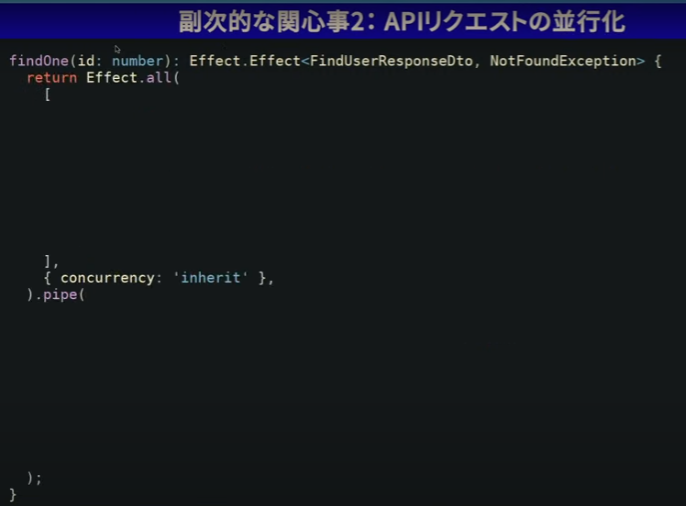 副次的な関心事2: APIリクエストの並行化
findOne(id: number): Effect.Effect<FindUserResponseDto, NotFoundException> {
  return Effect.all(
    [
    ],
    { concurrency: 'inherit' },
  ).pipe(
  );
}